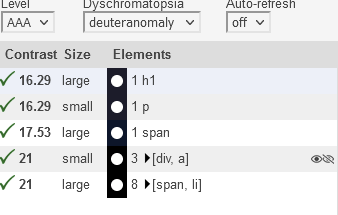 Level Dyschromatopsia Auto-refresh
AAA deuteranomaly off
Contrast Size Elements
16.29 large 1 h1
16.29 small 1 p
17.53 large 1 span
21 small 3 [div, a]
21 large 8 [span, li]